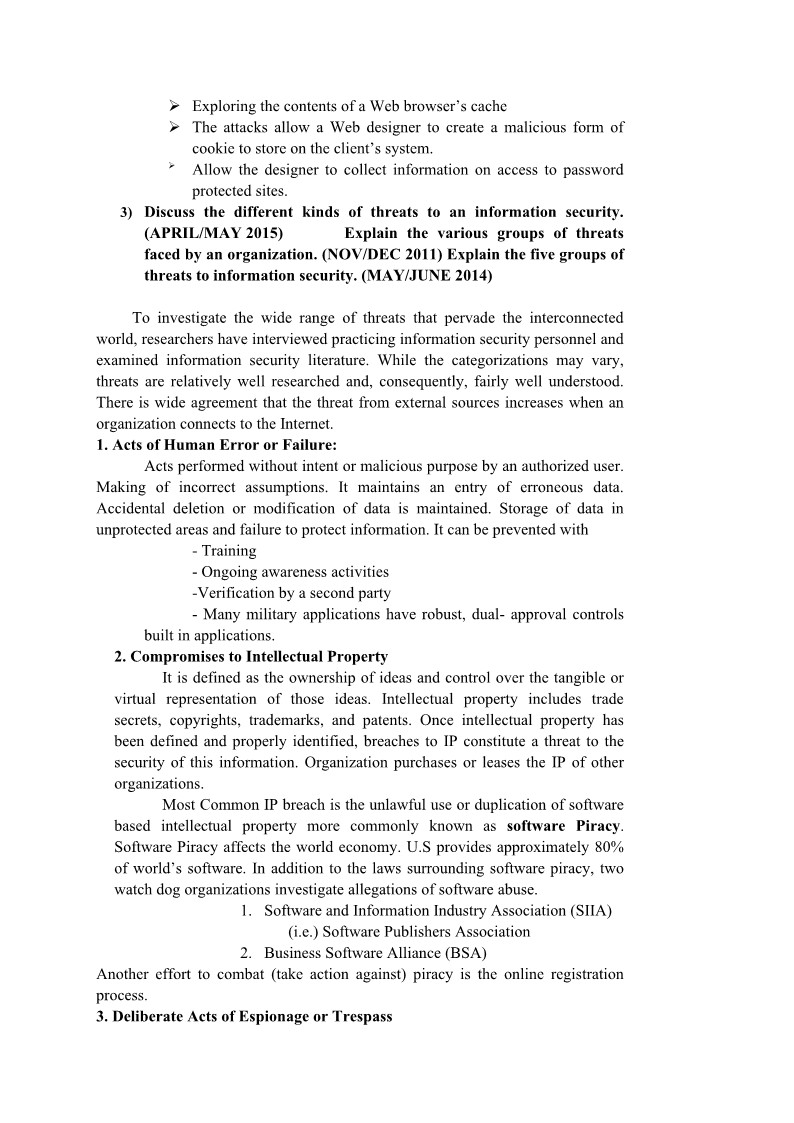 ➢ Exploring the contents of a Web browser’s cache
➢ The attacks allow a Web designer to create a malicious form of
cookie to store on the client’s system.
➢ Allow the designer to collect information on access to password
protected sites.
3) Discuss the different kinds of threats to an information security.
(APRIL/MAY 2015) Explain the various groups of threats
faced by an organization. (NOV/DEC 2011) Explain the five groups of
threats to information security. (MAY/JUNE 2014)
To investigate the wide range of threats that pervade the interconnected
world, researchers have interviewed practicing information security personnel and
examined information security literature. While the categorizations may vary,
threats are relatively well researched and, consequently, fairly well understood.
There is wide agreement that the threat from external sources increases when an
organization connects to the Internet.
1. Acts of Human Error or Failure:
Acts performed without intent or malicious purpose by an authorized user.
Making of incorrect assumptions. It maintains an entry of erroneous data.
Accidental deletion or modification of data is maintained. Storage of data in
unprotected areas and failure to protect information. It can be prevented with
- Training
- Ongoing awareness activities
-Verification by a second party
- Many military applications have robust, dual- approval controls
built in applications.
2. Compromises to Intellectual Property
It is defined as the ownership of ideas and control over the tangible or
virtual representation of those ideas. Intellectual property includes trade
secrets, copyrights, trademarks, and patents. Once intellectual property has
been defined and properly identified, breaches to IP constitute a threat to the
security of this information. Organization purchases or leases the IP of other
organizations.
Most Common IP breach is the unlawful use or duplication of software
based intellectual property more commonly known as software Piracy.
Software Piracy affects the world economy. U.S provides approximately 80%
of world’s software. In addition to the laws surrounding software piracy, two
watch dog organizations investigate allegations of software abuse.
1. Software and Information Industry Association (SIIA)
(i.e.) Software Publishers Association
2. Business Software Alliance (BSA)
Another effort to combat (take action against) piracy is the online registration
process.
3. Deliberate Acts of Espionage or Trespass